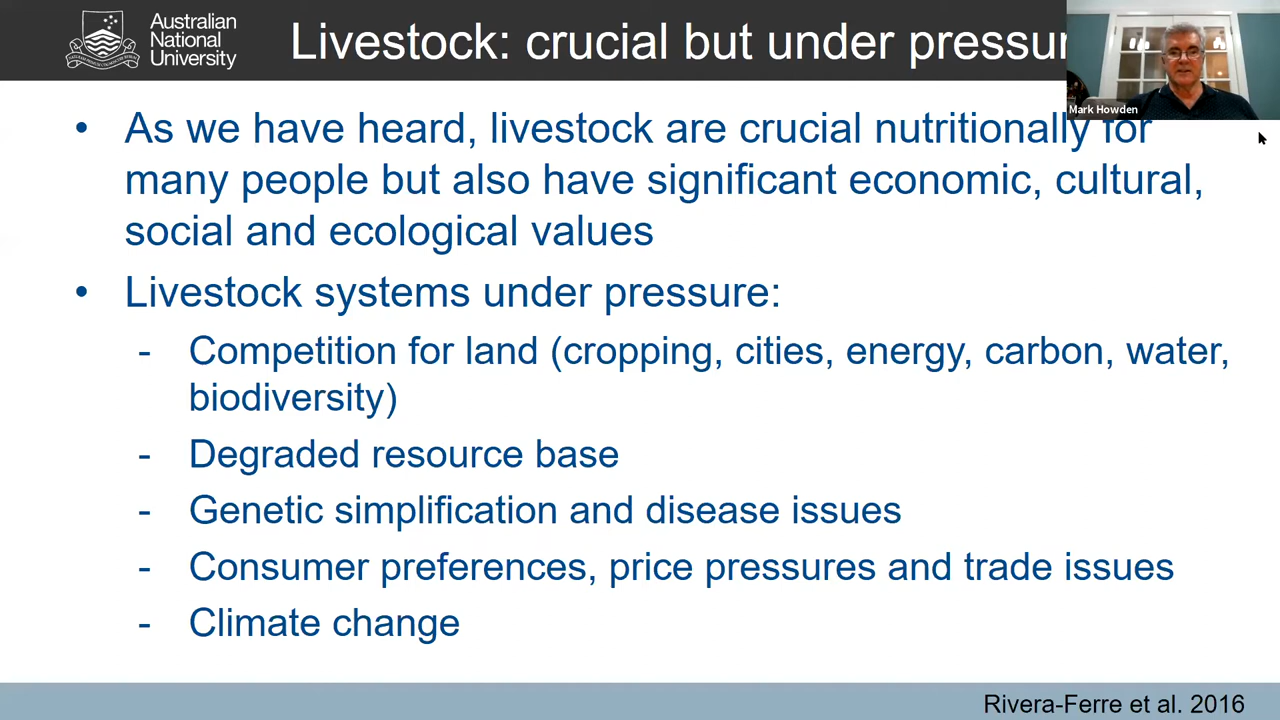 Australian
National
University
Livestock: crucial but under pressur
Mark Howden
• As we have heard, livestock are crucial nutritionally for
many people but also have significant economic, cultural,
social and ecological values
• Livestock systems under pressure:
- Competition for land (cropping, cities, energy, carbon, water,
biodiversity)
- Degraded resource base
- Genetic simplification and disease issues
- Consumer preferences, price pressures and trade issues
- Climate change
Rivera-Ferre et al. 2016